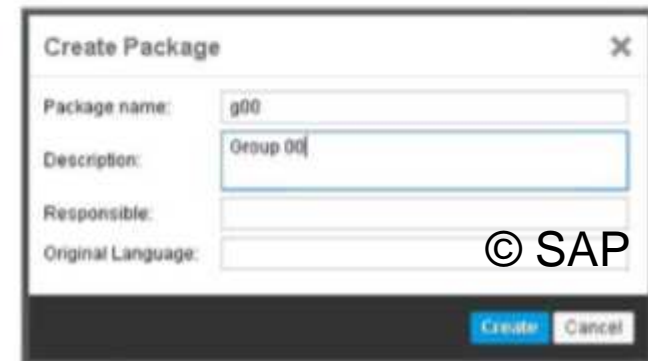 Create Package
Package name: g00
Description: Group 00
Responsible:
Original Language:
© SAP
Create Cancel